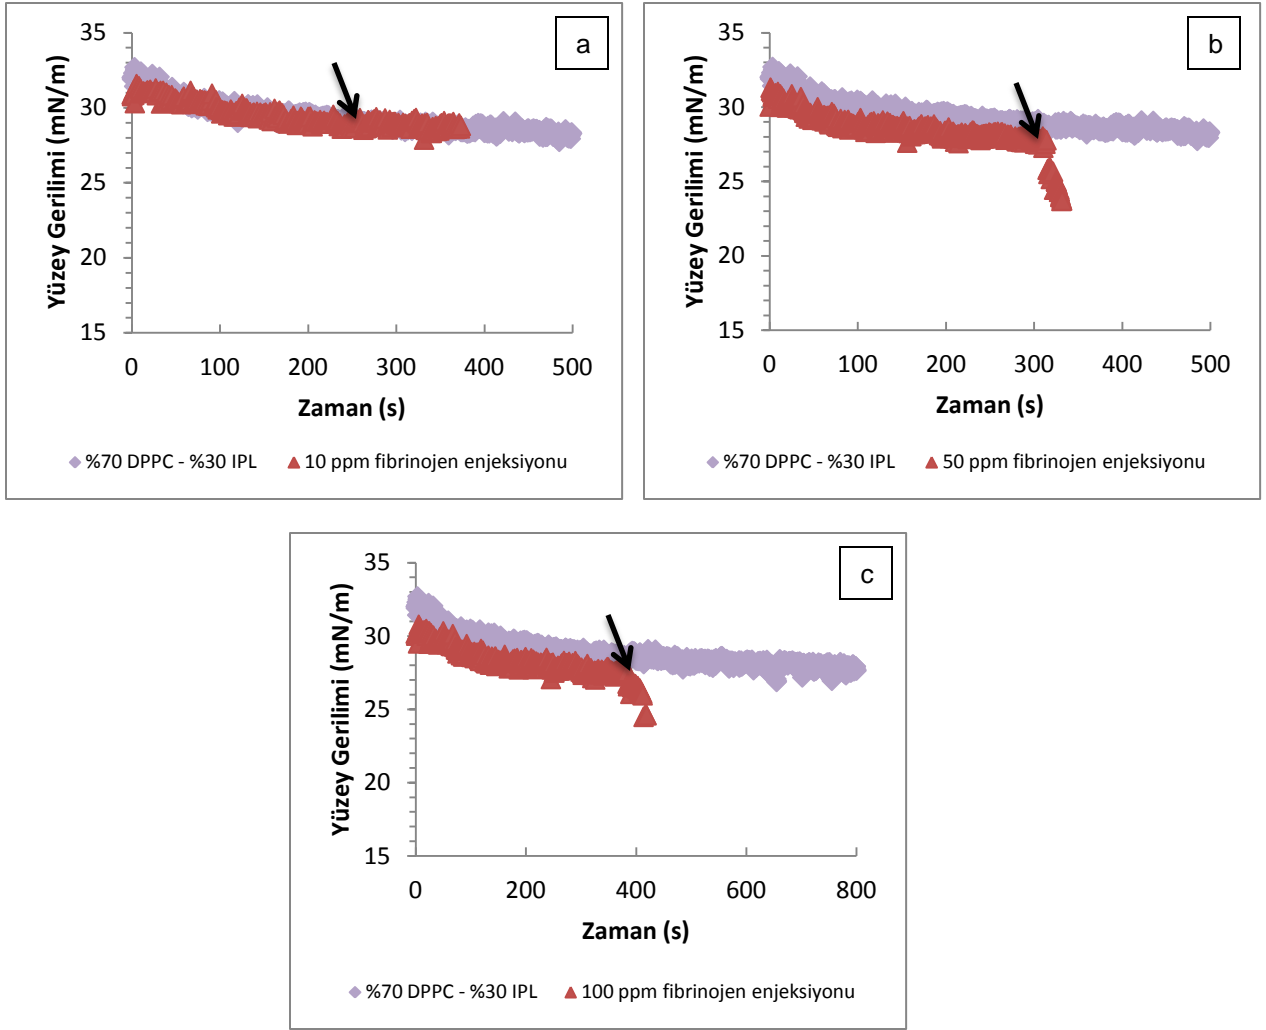 a
35
30
25
20
15
Yüzey Gerilimi (mN/m)
0 100 200 300 400 500
Zaman (s)
%70 DPPC - %30 IPL 10 ppm fibrinojen enjeksiyonu
b
35
30
25
20
15
Yüzey Gerilimi (mN/m)
0 100 200 300 400 500
Zaman (s)
%70 DPPC - %30 IPL 50 ppm fibrinojen enjeksiyonu
c
35
30
25
20
15
Yüzey Gerilimi (mN/m)
0 200 400 600 800
Zaman (s)
%70 DPPC - %30 IPL 100 ppm fibrinojen enjeksiyonu